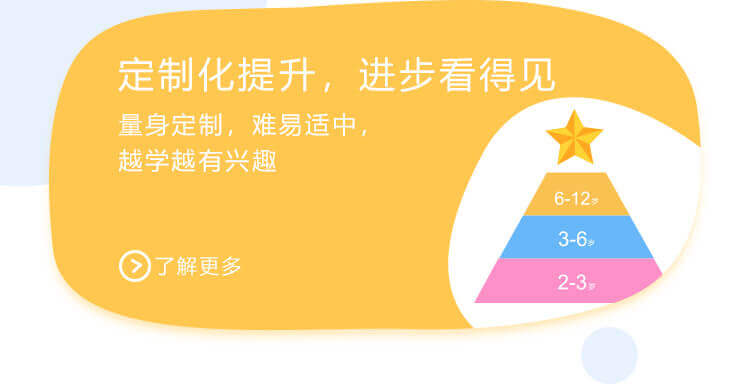 定制化提升，进步看得见
量身定制，难易适中，
越学越有兴趣
了解更多
6-12岁
3-6岁
2-3岁